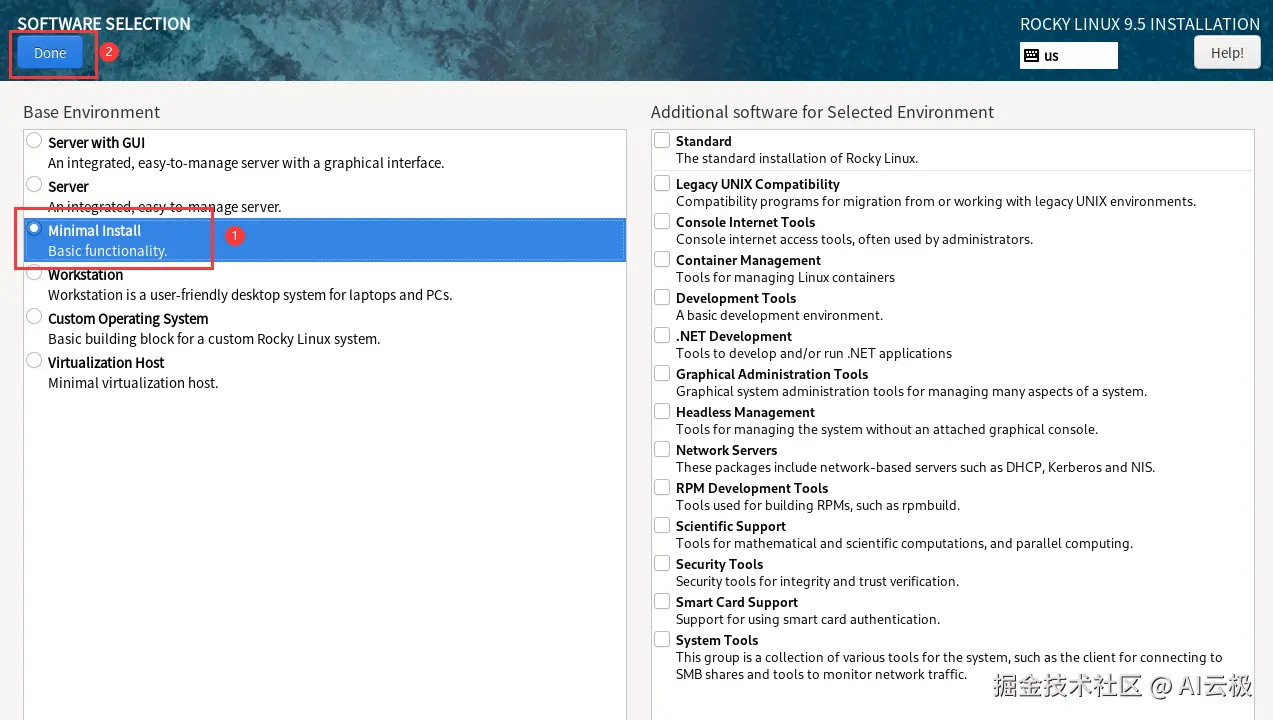 SOFTWARE SELECTION
ROCKY LINUX 9.5 INSTALLATION
Done
2
us
Help!
Base Environment
Server with GUI
An integrated, easy-to-manage server with a graphical interface.
Server
An integrated, easy-to-manage server.
Minimal Install
1
Basic functionality.
Workstation
Workstation is a user-friendly desktop system for laptops and PCs.
Custom Operating System
Basic building block for a custom Rocky Linux system.
Virtualization Host
Minimal virtualization host.
Additional software for Selected Environment
Standard
The standard installation of Rocky Linux.
Legacy UNIX Compatibility
Compatibility programs for migration from or working with legacy UNIX environments.
Console Internet Tools
Console internet access tools, often used by administrators.
Container Management
Tools for managing Linux containers
Development Tools
A basic development environment.
.NET Development
Tools to develop and/or run .NET applications
Graphical Administration Tools
Graphical system administration tools for managing many aspects of a system.
Headless Management
Tools for managing the system without an attached graphical console.
Network Servers
These packages include network-based servers such as DHCP, Kerberos and NIS.
RPM Development Tools
Tools used for building RPMs, such as rpmbuild.
Scientific Support
Tools for mathematical and scientific computations, and parallel computing.
Security Tools
Security tools for integrity and trust verification.
Smart Card Support
Support for using smart card authentication.
System Tools
This group is a collection of various tools for the system, such as the client for connecting to
SMB shares and tools to monitor network traffic.
掘金技术社区 @ AI云极